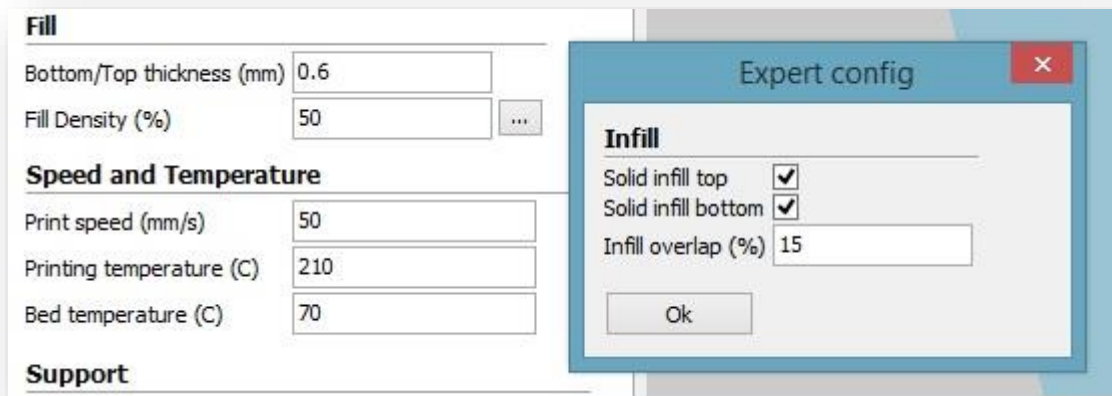 Fill
Bottom/Top thickness (mm) 0.6
Fill Density (%) 50 ...
Speed and Temperature
Print speed (mm/s) 50
Printing temperature (C) 210
Bed temperature (C) 70
Support
Expert config
Infill
Solid infill top
Solid infill bottom
Infill overlap (%) 15
Ok